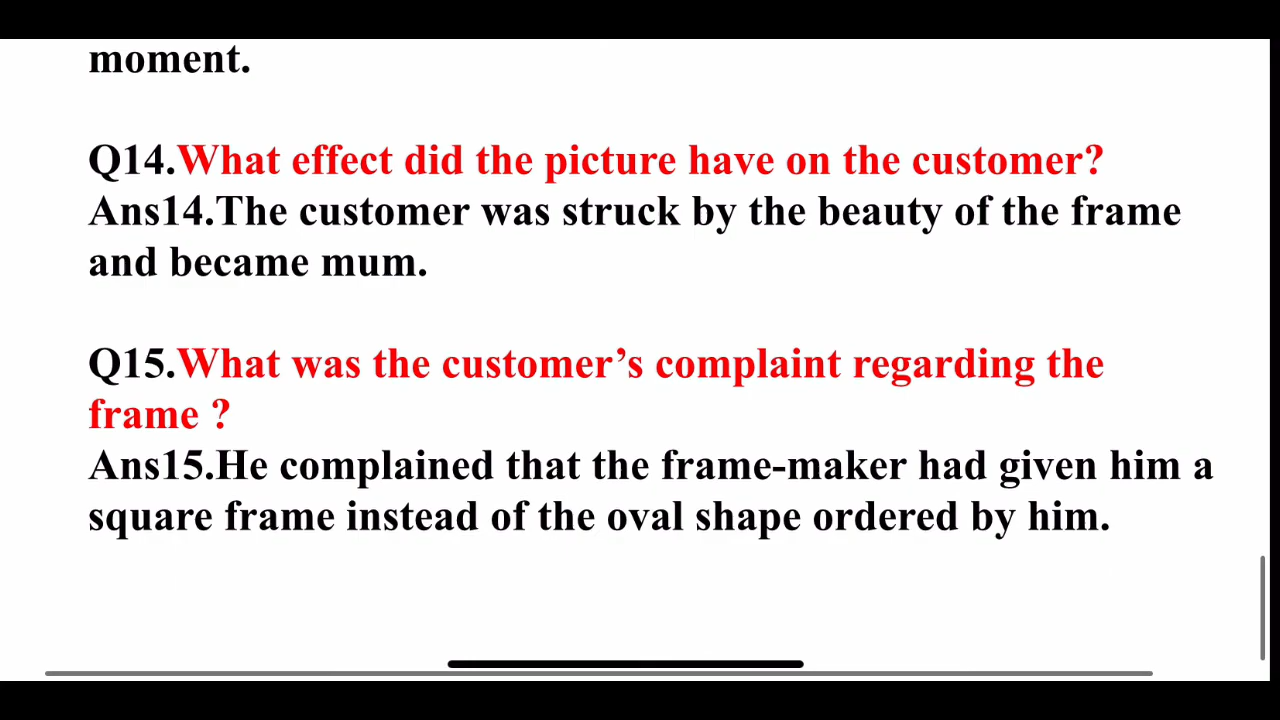 moment.
Q14.What effect did the picture have on the customer?
Ans14.The customer was struck by the beauty of the frame
and became mum.
Q15.What was the customer’s complaint regarding the
frame ?
Ans15.He complained that the frame-maker had given him a
square frame instead of the oval shape ordered by him.